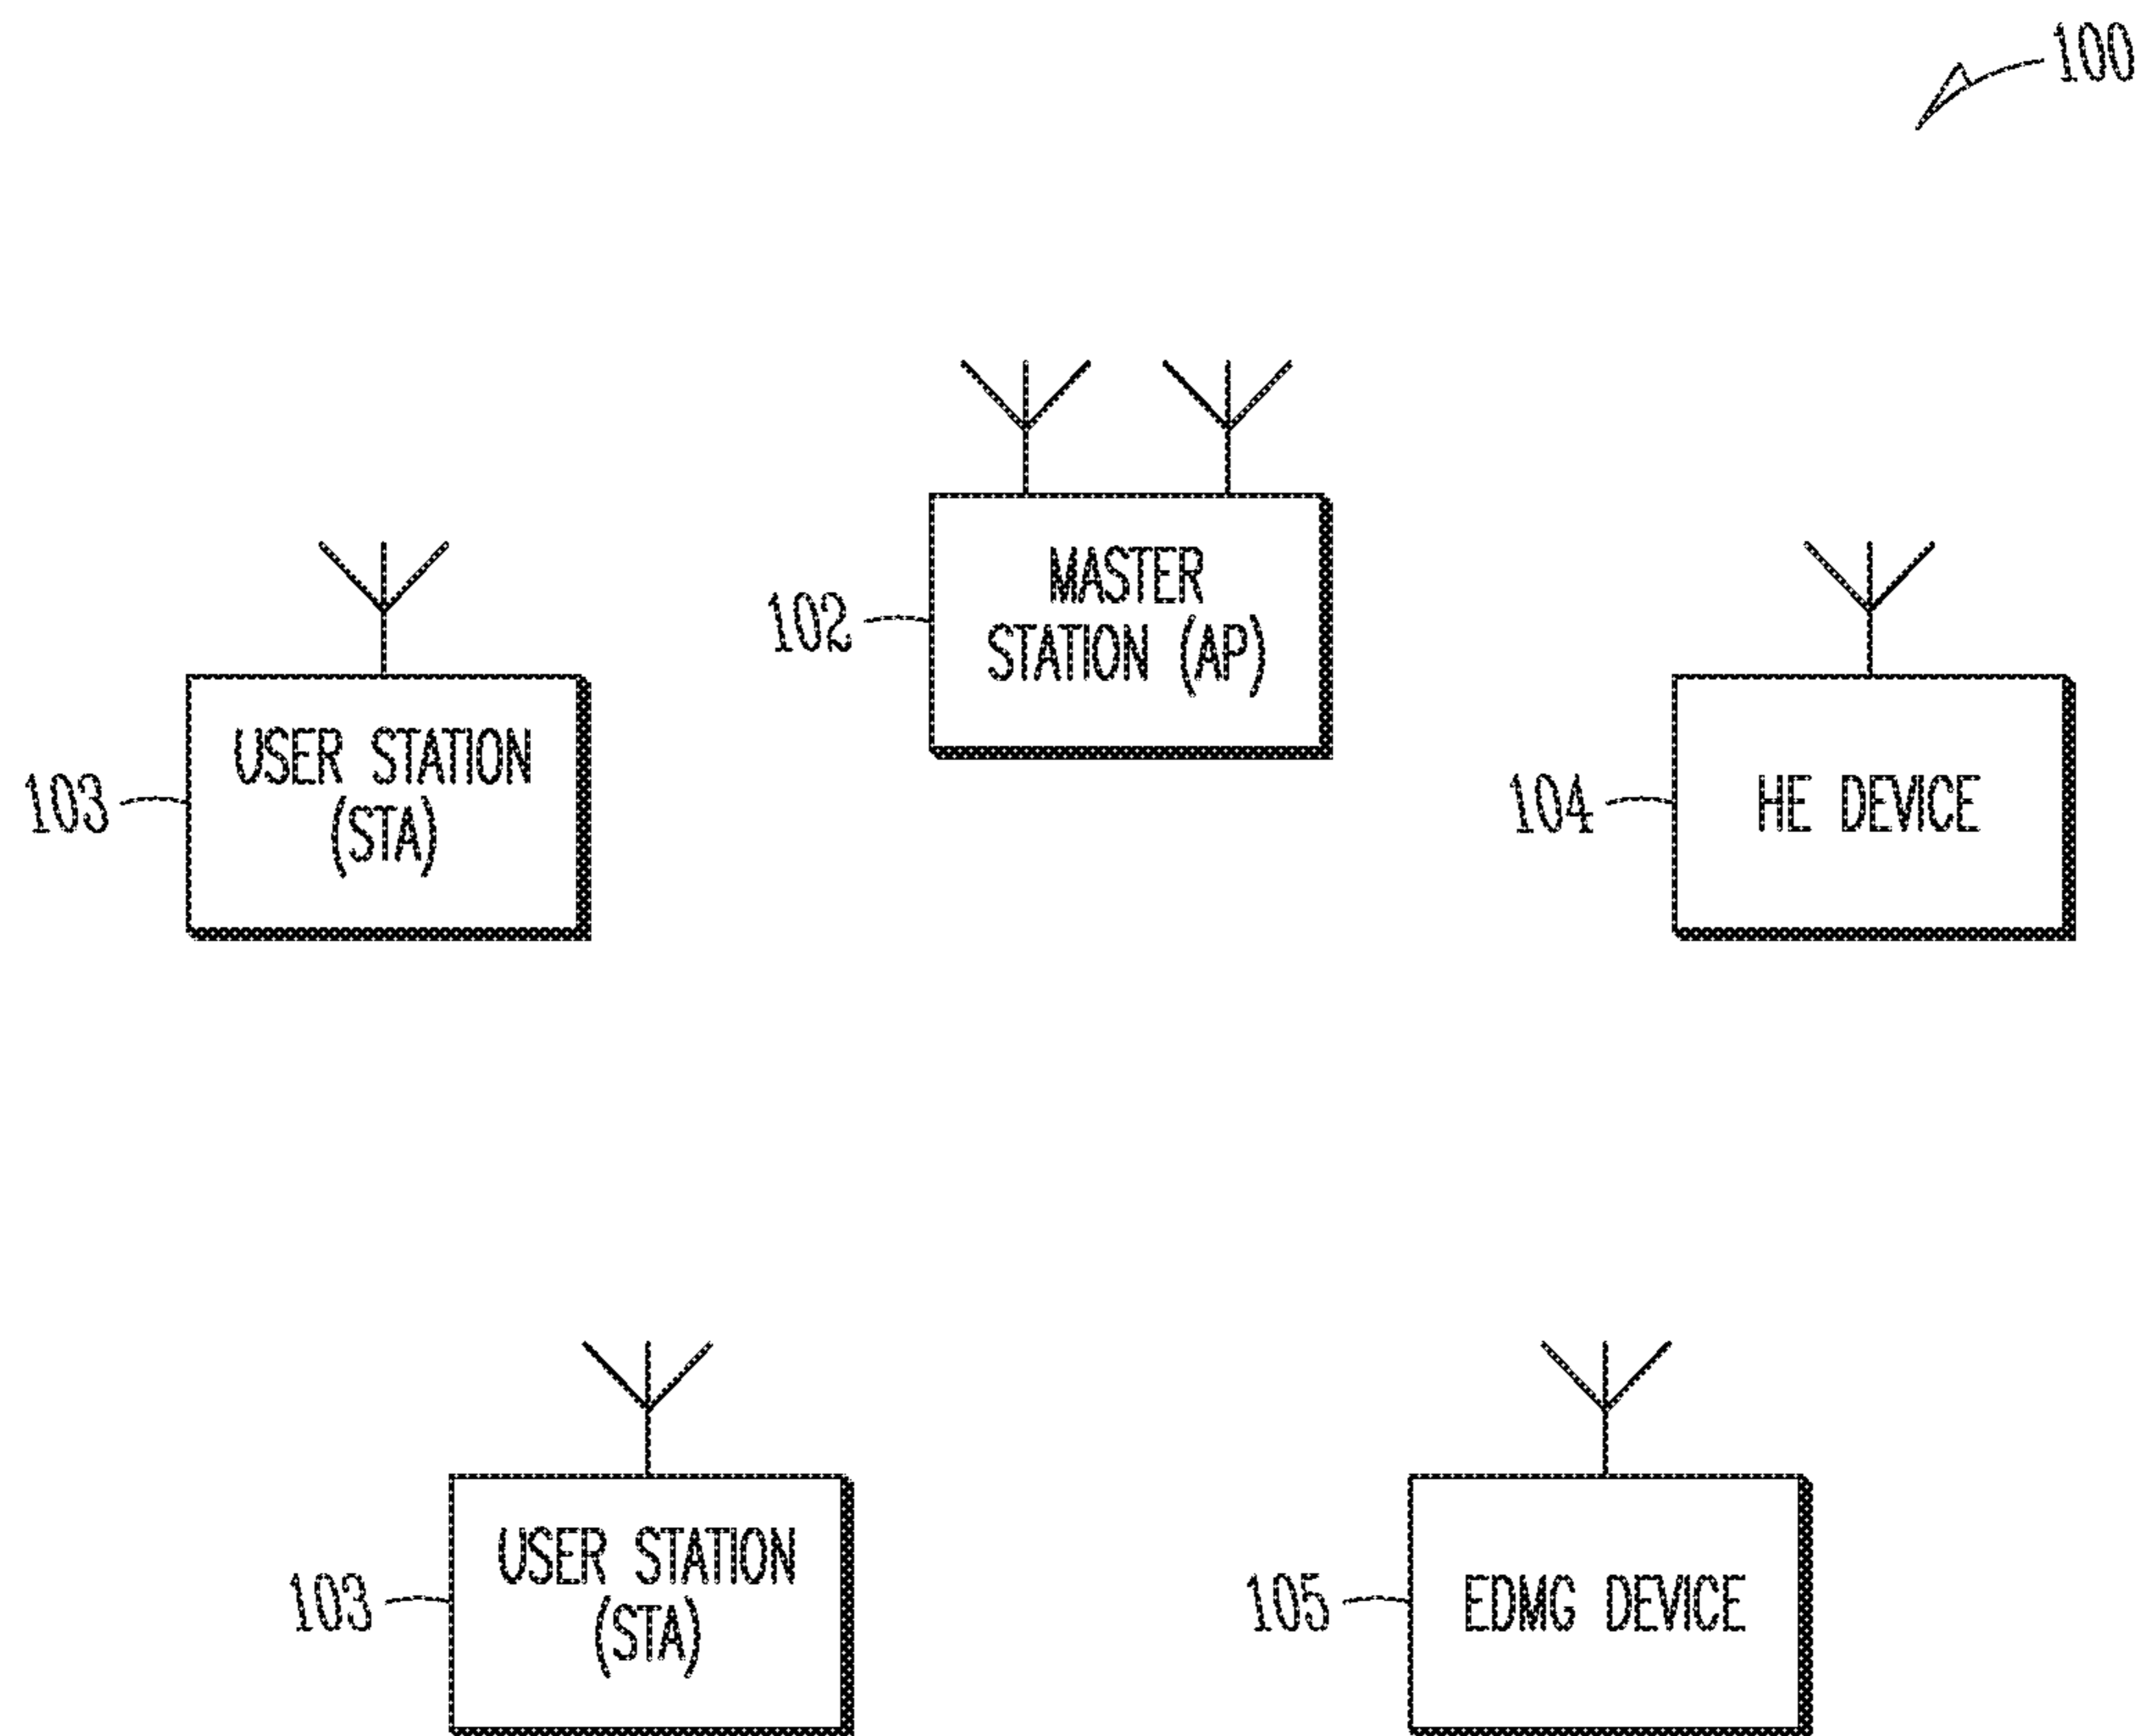 100
102
MASTER
STATION (AP)
103
USER STATION
(STA)
104
HE DEVICE
103
USER STATION
(STA)
105
EDMG DEVICE